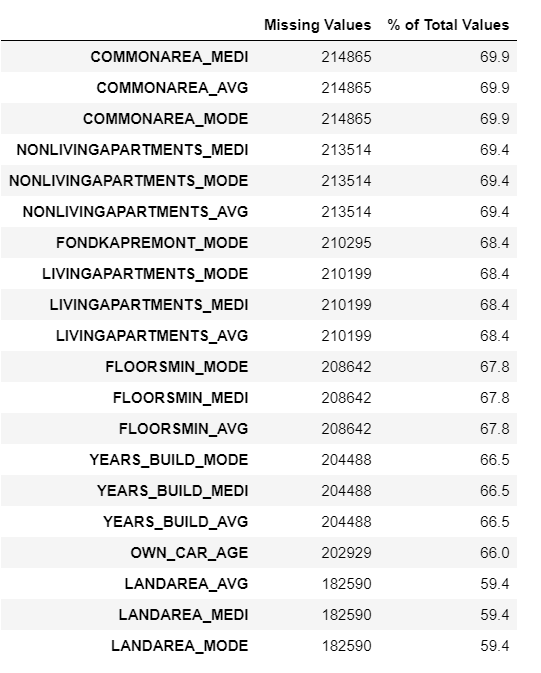 Missing Values % of Total Values
COMMONAREA_MEDI 214865 69.9
COMMONAREA_AVG 214865 69.9
COMMONAREA_MODE 214865 69.9
NONLIVINGAPARTMENTS_MEDI 213514 69.4
NONLIVINGAPARTMENTS_MODE 213514 69.4
NONLIVINGAPARTMENTS_AVG 213514 69.4
FONDKAPREMONT_MODE 210295 68.4
LIVINGAPARTMENTS_MODE 210199 68.4
LIVINGAPARTMENTS_MEDI 210199 68.4
LIVINGAPARTMENTS_AVG 210199 68.4
FLOORSMIN_MODE 208642 67.8
FLOORSMIN_MEDI 208642 67.8
FLOORSMIN_AVG 208642 67.8
YEARS_BUILD_MODE 204488 66.5
YEARS_BUILD_MEDI 204488 66.5
YEARS_BUILD_AVG 204488 66.5
OWN_CAR_AGE 202929 66.0
LANDAREA_AVG 182590 59.4
LANDAREA_MEDI 182590 59.4
LANDAREA_MODE 182590 59.4